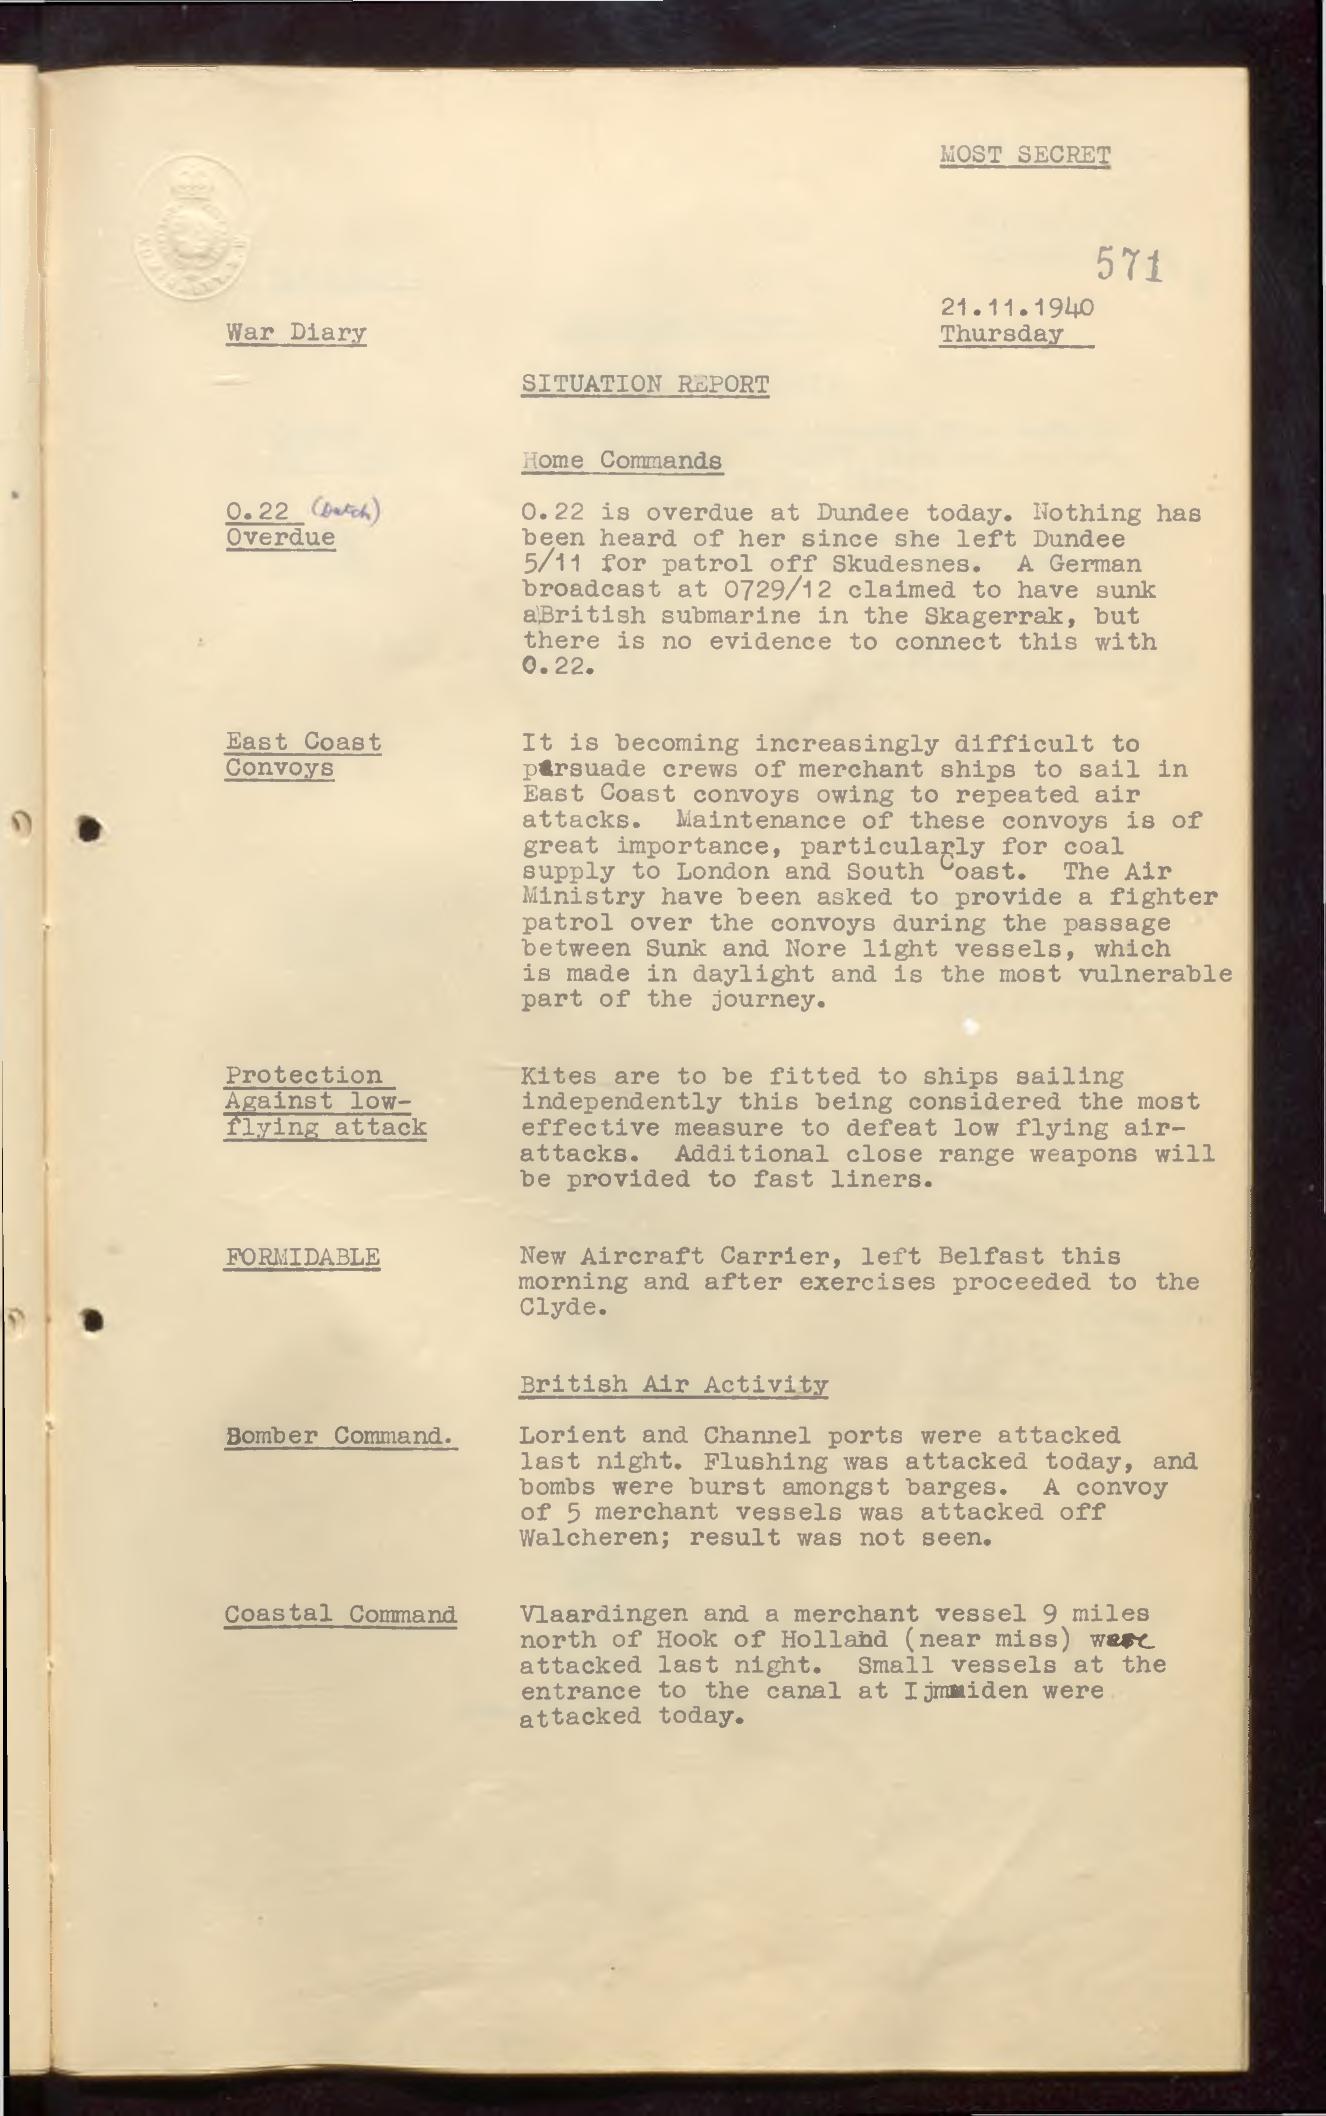 MOST SECRET
571
21.11.1940
War Diary
Thursday
SITUATION REPORT
Home Commands
O.22 (Dutch)
Overdue
O.22 is overdue at Dundee today. Nothing has
been heard of her since she left Dundee
5/11 for patrol off Skudesnes. A German
broadcast at 0729/12 claimed to have sunk
a British submarine in the Skagerrak, but
there is no evidence to connect this with
O.22.
East Coast
Convoys
It is becoming increasingly difficult to
persuade crews of merchant ships to sail in
East Coast convoys owing to repeated air
attacks. Maintenance of these convoys is of
great importance, particularly for coal
supply to London and South Coast. The Air
Ministry have been asked to provide a fighter
patrol over the convoys during the passage
between Sunk and Nore light vessels, which
is made in daylight and is the most vulnerable
part of the journey.
Protection
Against low-
flying attack
Kites are to be fitted to ships sailing
independently this being considered the most
effective measure to defeat low flying air-
attacks. Additional close range weapons will
be provided to fast liners.
FORMIDABLE
New Aircraft Carrier, left Belfast this
morning and after exercises proceeded to the
Clyde.
British Air Activity
Bomber Command.
Lorient and Channel ports were attacked
last night. Flushing was attacked today, and
bombs were burst amongst barges. A convoy
of 5 merchant vessels was attacked off
Walcheren; result was not seen.
Coastal Command
Vlaardingen and a merchant vessel 9 miles
north of Hook of Holland (near miss) were
attacked last night. Small vessels at the
entrance to the canal at Ijmuiden were
attacked today.